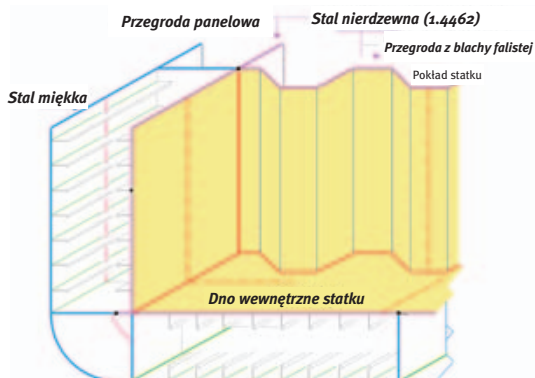 Przegroda panelowa
Stal nierdzewna (1.4462)
Przegroda z blachy falistej
Pokład statku
Stal miękka
Dno wewnętrzne statku